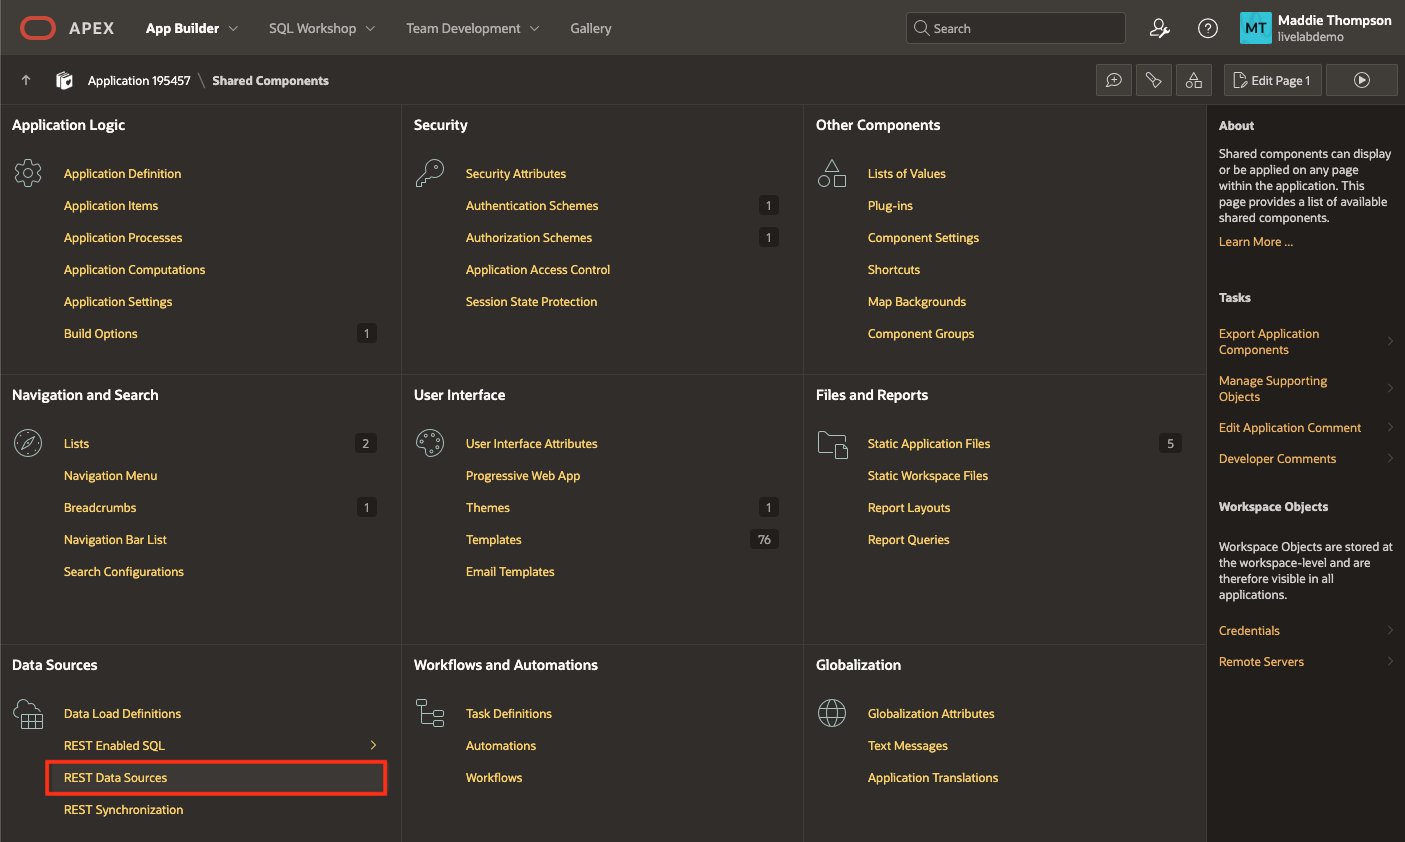 APEX
App Builder
SQL Workshop
Team Development
Gallery
Search
MT
Maddie Thompson
livelabdemo
Application 195457 \ Shared Components
Edit Page 1
Application Logic
Application Definition
Application Items
Application Processes
Application Computations
Application Settings
Build Options 1
Security
Security Attributes
Authentication Schemes 1
Authorization Schemes 1
Application Access Control
Session State Protection
Other Components
Lists of Values
Plug-ins
Component Settings
Shortcuts
Map Backgrounds
Component Groups
Navigation and Search
Lists 2
Navigation Menu
Breadcrumbs 1
Navigation Bar List
Search Configurations
User Interface
User Interface Attributes
Progressive Web App
Themes 1
Templates 76
Email Templates
Files and Reports
Static Application Files 5
Static Workspace Files
Report Layouts
Report Queries
Data Sources
Data Load Definitions
REST Enabled SQL
REST Data Sources
REST Synchronization
Workflows and Automations
Task Definitions
Automations
Workflows
Globalization
Globalization Attributes
Text Messages
Application Translations
About
Shared components can display
or be applied on any page
within the application. This
page provides a list of available
shared components.
Learn More ...
Tasks
Export Application
Components
Manage Supporting
Objects
Edit Application Comment
Developer Comments
Workspace Objects
Workspace Objects are stored at
the workspace-level and are
therefore visible in all
applications.
Credentials
Remote Servers